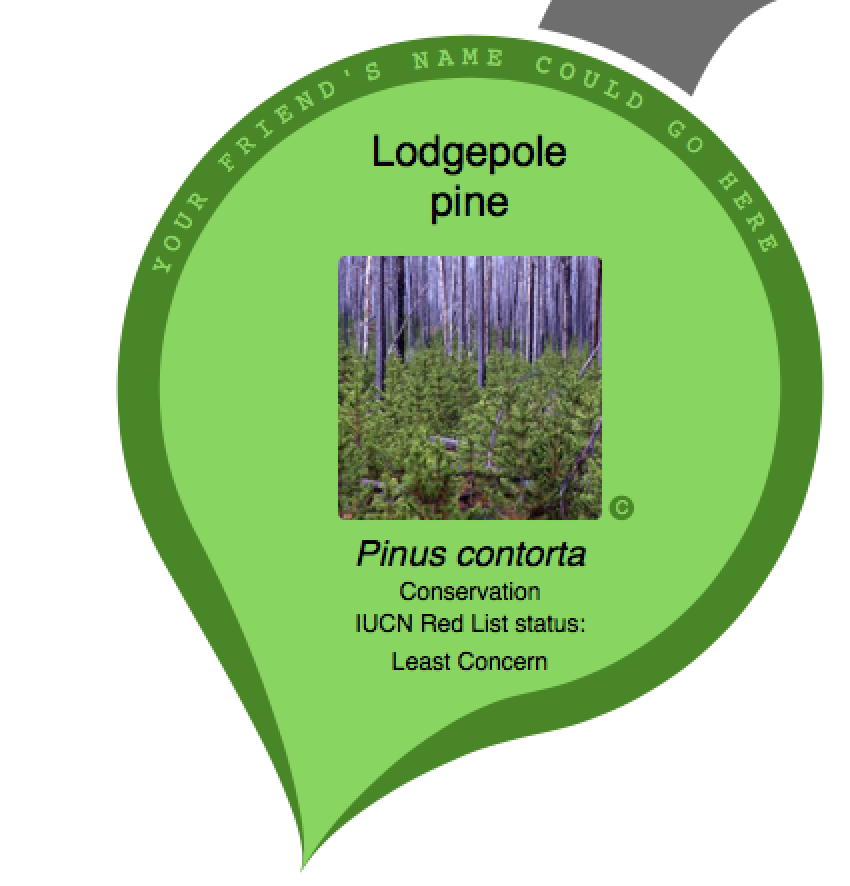 YOUR FRIEND'S NAME COULD GO HERE
Lodgepole
pine
C
Pinus contorta
Conservation
IUCN Red List status:
Least Concern